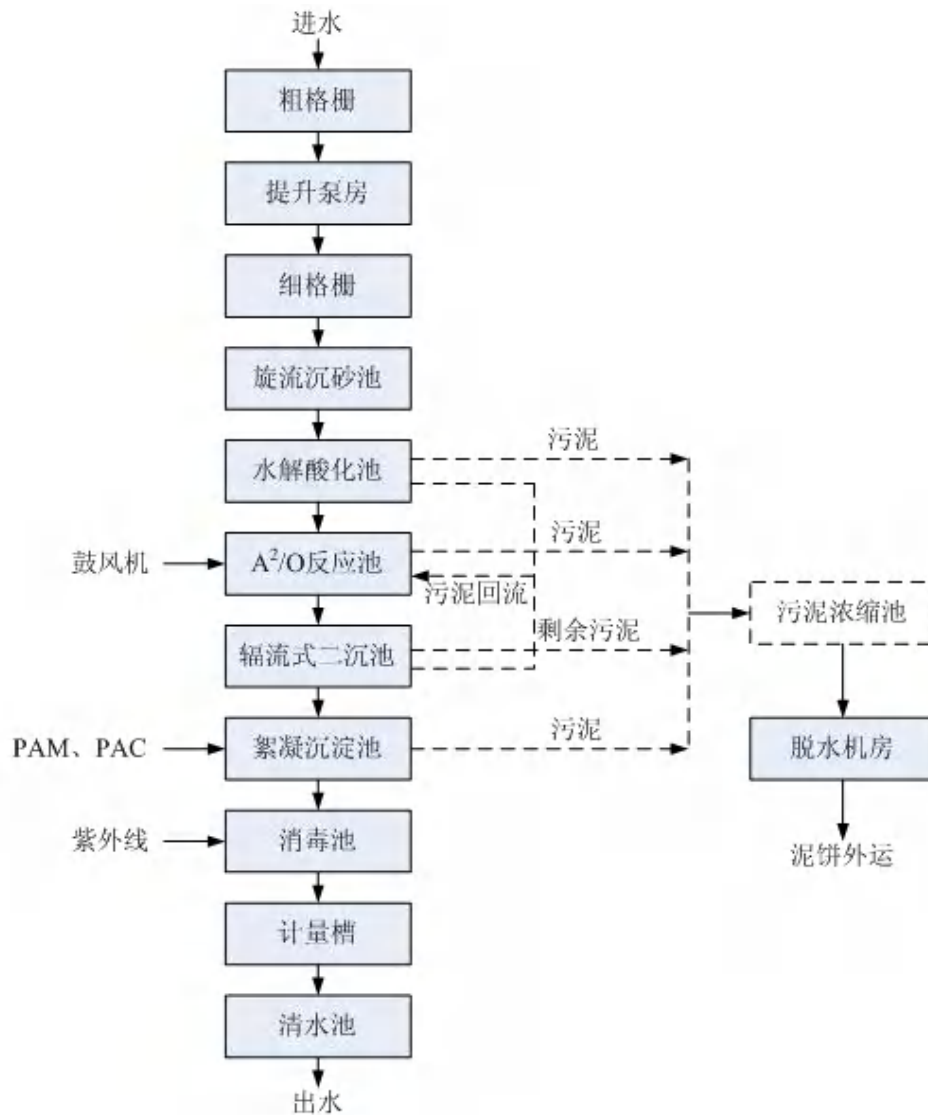 进水
粗格栅
提升泵房
细格栅
旋流沉砂池
水解酸化池
污泥
鼓风机
A²/O反应池
污泥
污泥回流
辐流式二沉池
剩余污泥
污泥浓缩池
PAM、PAC
絮凝沉淀池
污泥
脱水机房
紫外线
消毒池
泥饼外运
计量槽
清水池
出水